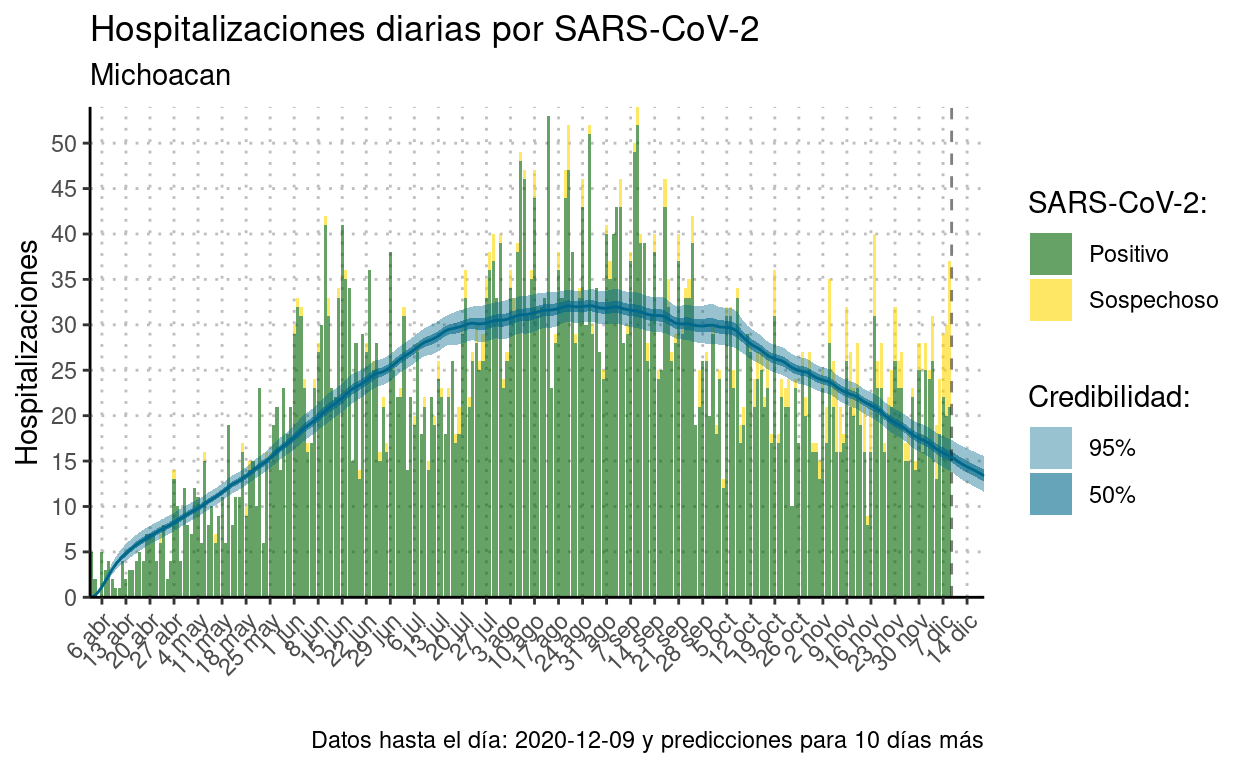 Hospitalizaciones diarias por SARS-CoV-2
Michoacan
Hospitalizaciones
50
45
40
35
30
25
20
15
10
5
0
6 abr
13 abr
20 abr
27 abr
4 may
11 may
18 may
25 may
1 jun
8 jun
15 jun
22 jun
29 jun
6 jul
13 jul
20 jul
27 jul
3 ago
10 ago
17 ago
24 ago
31 ago
7 sep
14 sep
21 sep
28 sep
5 oct
12 oct
19 oct
26 oct
2 nov
9 nov
16 nov
23 nov
30 nov
7 dic
14 dic
SARS-CoV-2:
Positivo
Sospechoso
Credibilidad:
95%
50%
Datos hasta el día: 2020-12-09 y predicciones para 10 días más